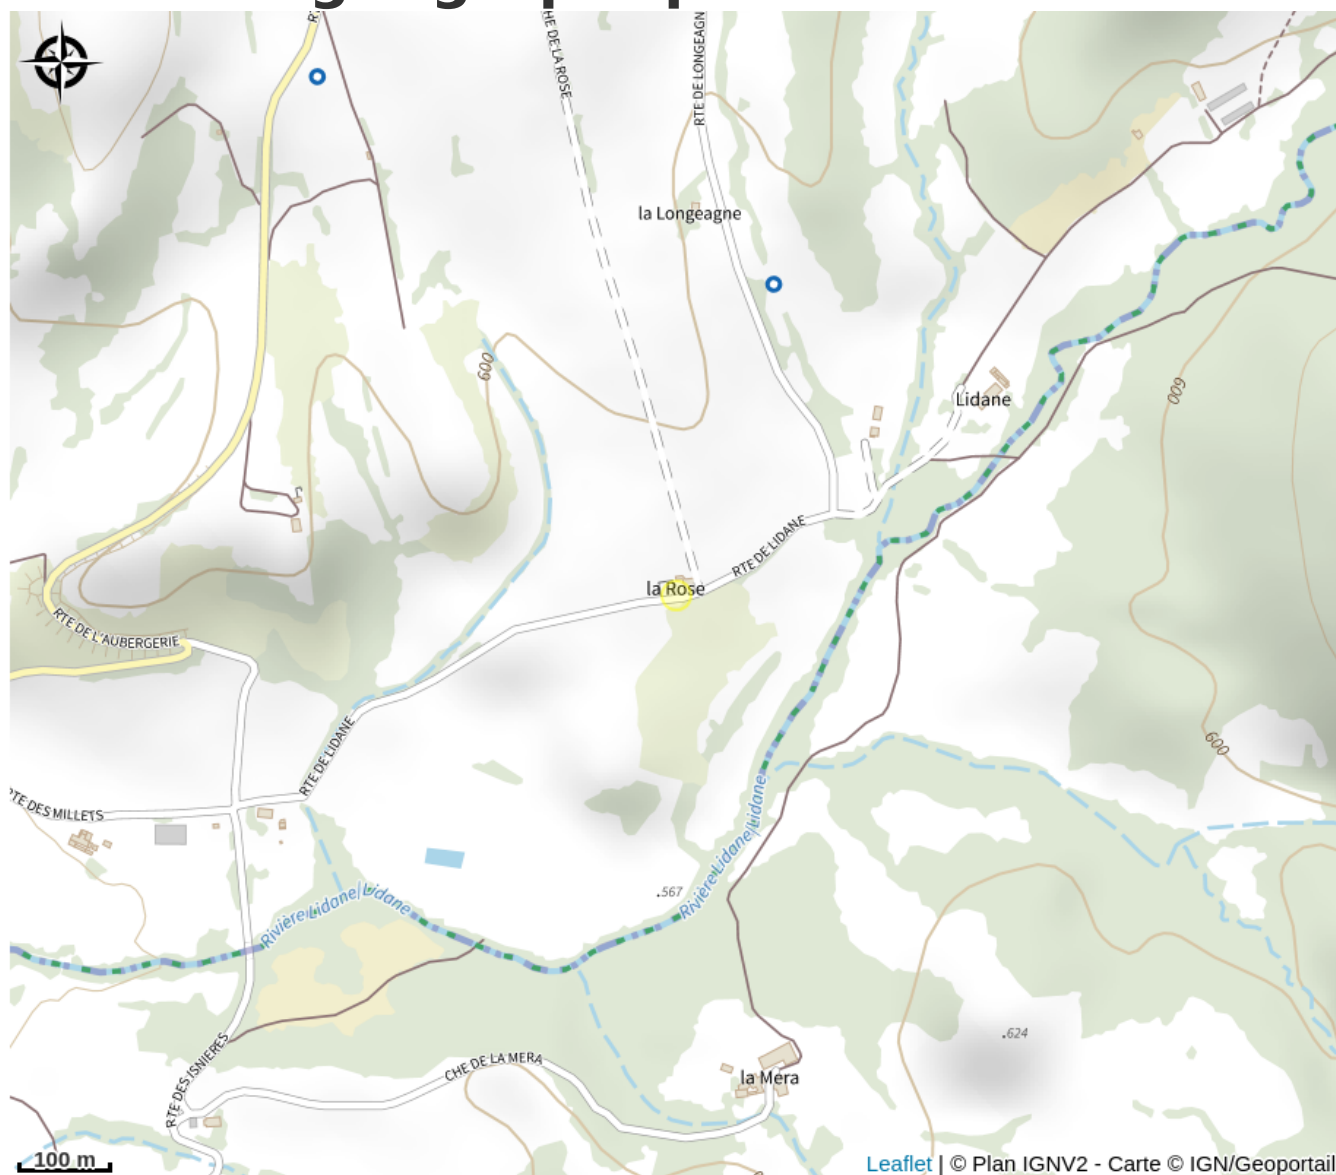 HE DE LA ROSE
RTE DE LONGEAGN
la Longeagne
600
Lidane
600
RTE DE LIDANE
la Rose
RTE DE L'AUBERGERIE
RTE DE LIDANE
600
RTE DES MILLETS
Rivière Lidane|Lidane
.567
Rivière Lidane|Lidane
.624
RTE DES ISNIÈRES
CHE DE LA MERA
la Méra
100 m
Leaflet | © Plan IGNV2 - Carte © IGN/Geoportail